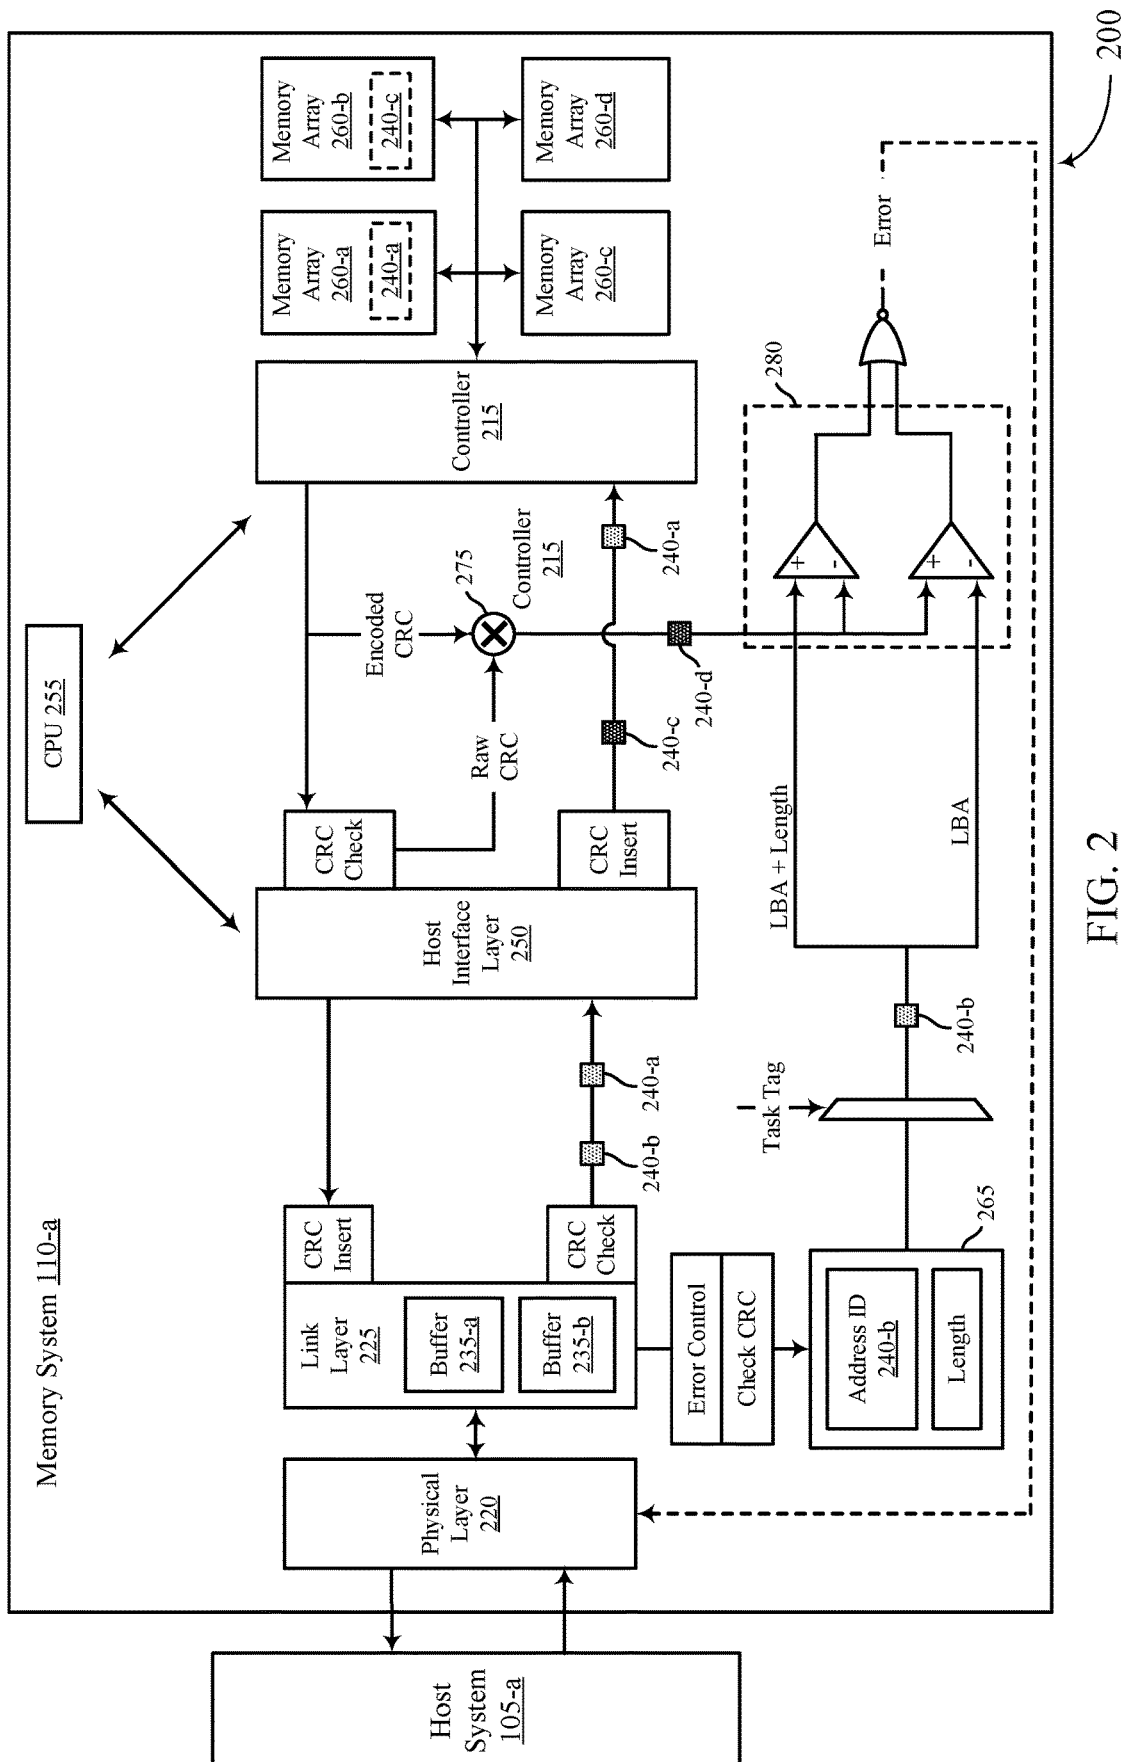 Memory System 110-a
CPU 255
Host
System
105-a
Physical
Layer
220
Link
Layer
225
Buffer
235-a
Buffer
235-b
CRC
Insert
CRC
Check
240-b
240-a
Host
Interface
Layer
250
CRC
Check
CRC
Insert
Raw
CRC
Encoded
CRC
275
Controller
215
240-c
240-d
240-a
Controller
215
Memory
Array
260-a
240-a
Memory
Array
260-b
240-c
Memory
Array
260-c
Memory
Array
260-d
Error Control
Check CRC
265
Address ID
240-b
Length
Task Tag
240-b
LBA + Length
LBA
280
+
-
+
-
Error
200
FIG. 2